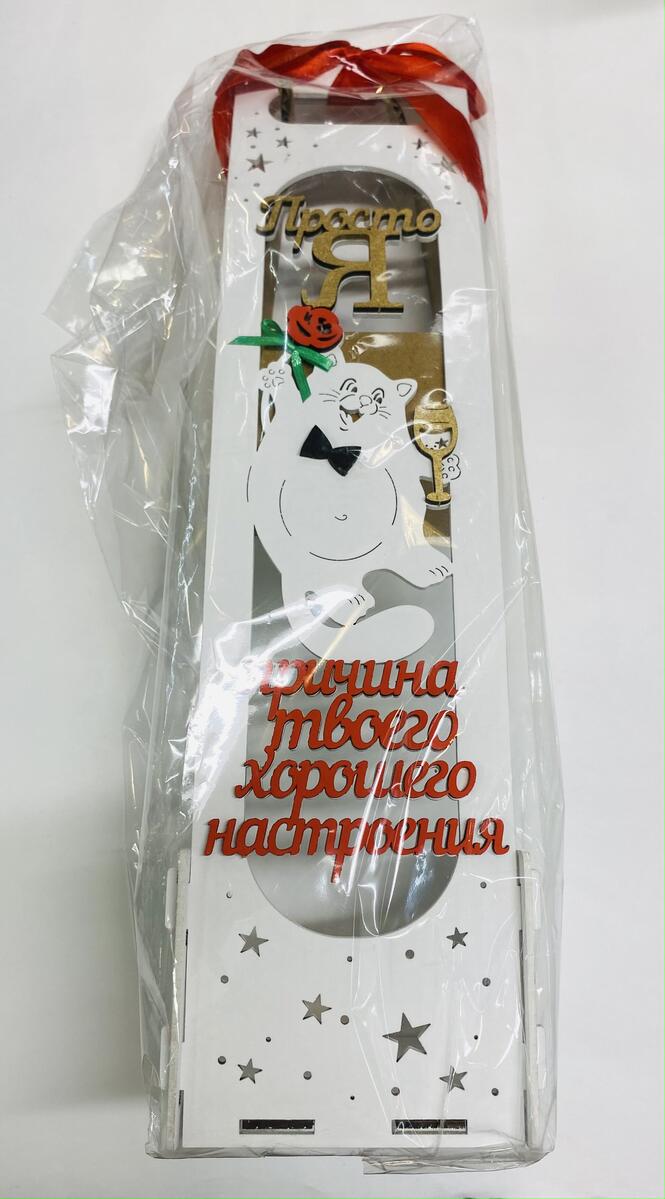 Просто
Я
причина
твоего
хорошего
настроения